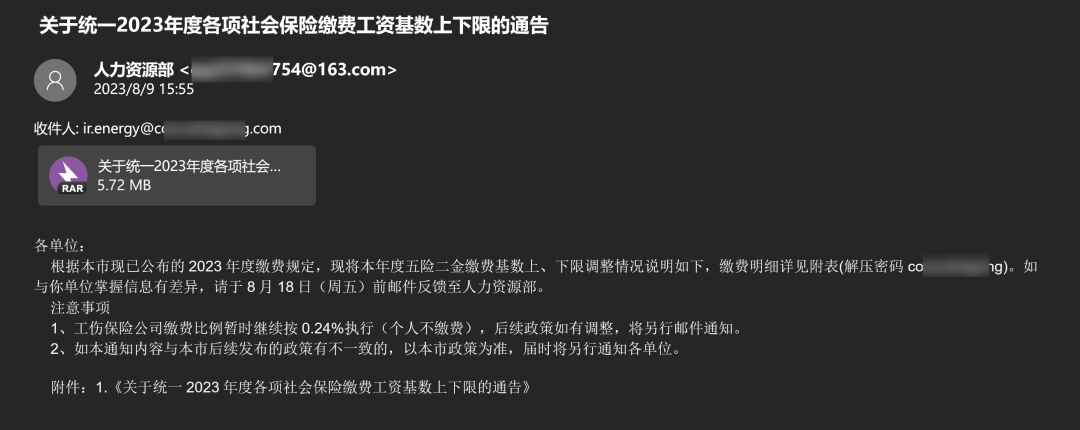 关于统一2023年度各项社会保险缴费工资基数上下限的通告
人力资源部 <754@163.com>
2023/8/9 15:55
收件人: ir.energy@cg.com
关于统一2023年度各项社会...
RAR
5.72 MB
各单位：
根据本市现已公布的 2023 年度缴费规定，现将本年度五险二金缴费基数上、下限调整情况说明如下，缴费明细详见附表(解压密码 cong)。如
与你单位掌握信息有差异，请于 8 月 18 日（周五）前邮件反馈至人力资源部。
注意事项
1、工伤保险公司缴费比例暂时继续按 0.24%执行（个人不缴费），后续政策如有调整，将另行邮件通知。
2、如本通知内容与本市后续发布的政策有不一致的，以本市政策为准，届时将另行通知各单位。
附件：1.《关于统一 2023 年度各项社会保险缴费工资基数上下限的通告》